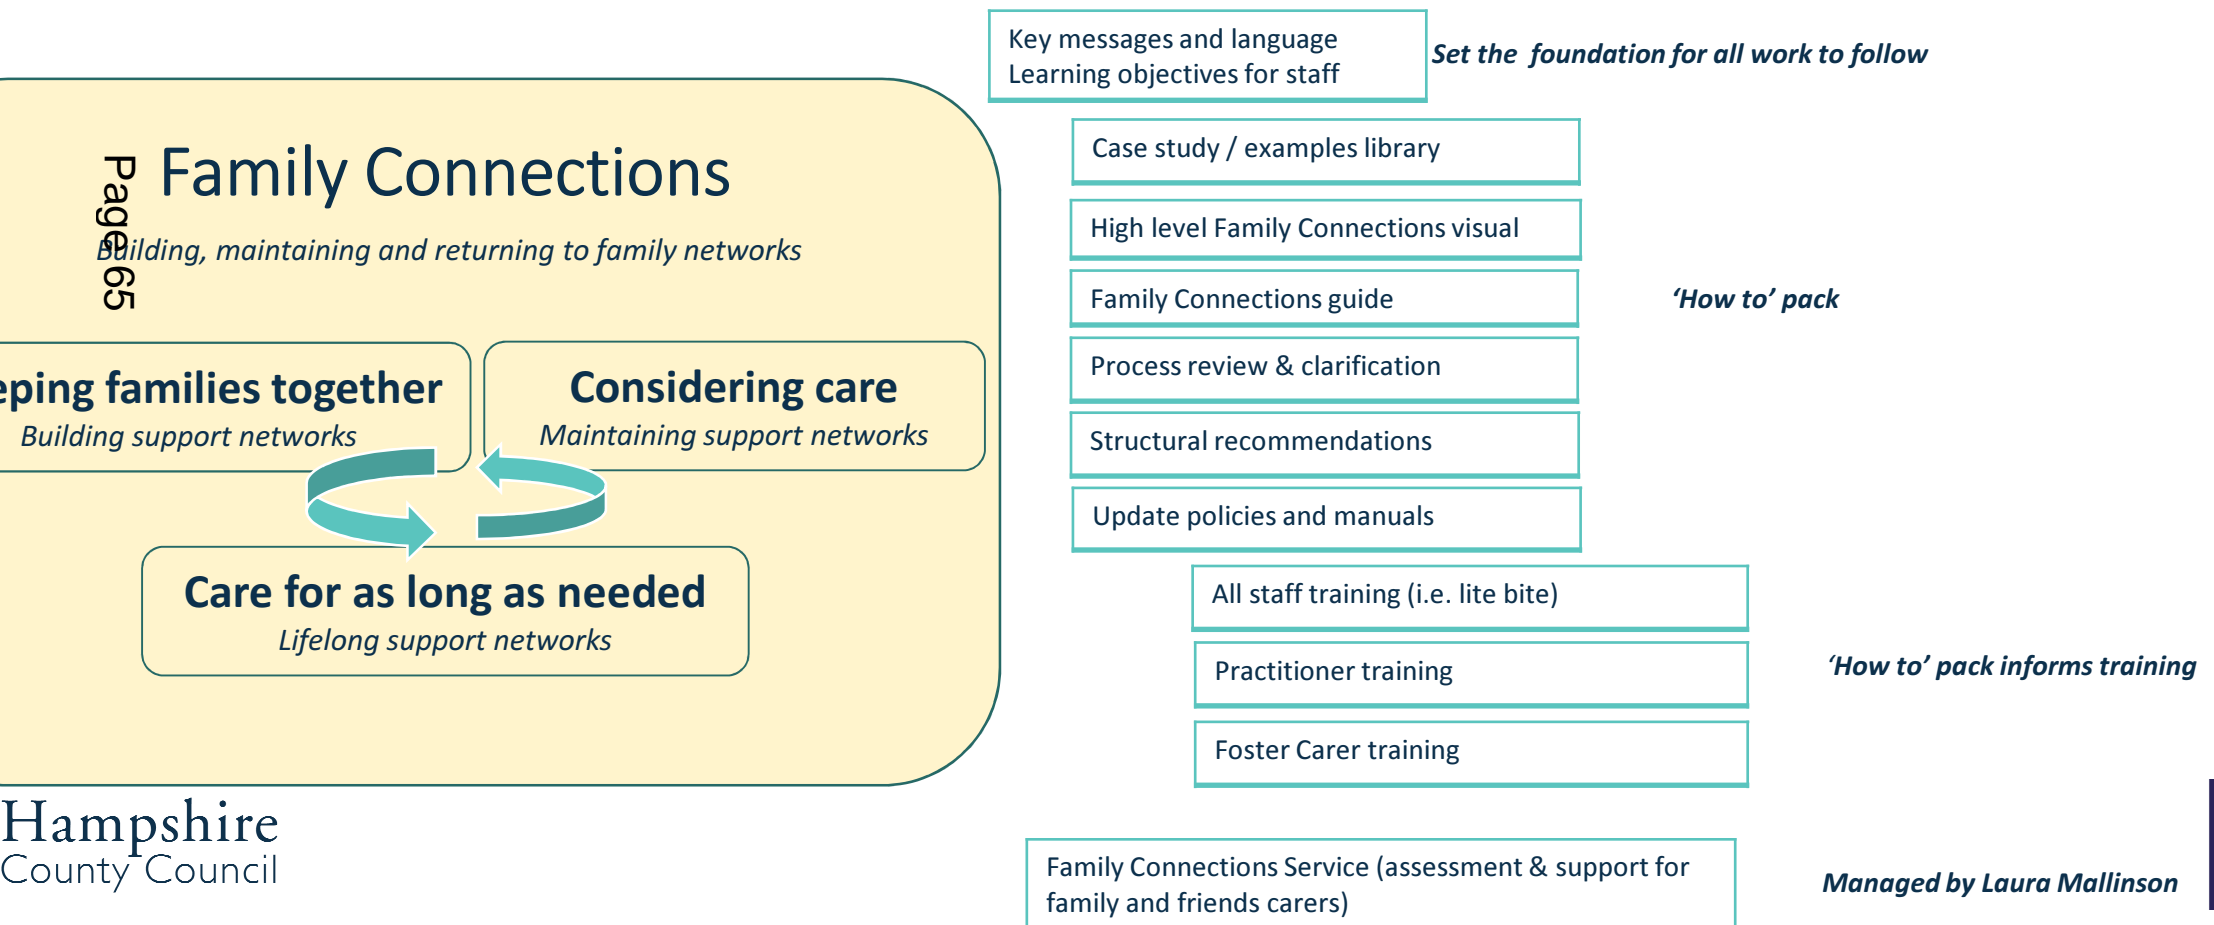 Page 65
Family Connections
Building, maintaining and returning to family networks
eping families together
Building support networks
Considering care
Maintaining support networks
Care for as long as needed
Lifelong support networks
Hampshire
County Council
Key messages and language
Learning objectives for staff
Set the foundation for all work to follow
Case study / examples library
High level Family Connections visual
Family Connections guide
‘How to’ pack
Process review & clarification
Structural recommendations
Update policies and manuals
All staff training (i.e. lite bite)
Practitioner training
‘How to’ pack informs training
Foster Carer training
Family Connections Service (assessment & support for
family and friends carers)
Managed by Laura Mallinson